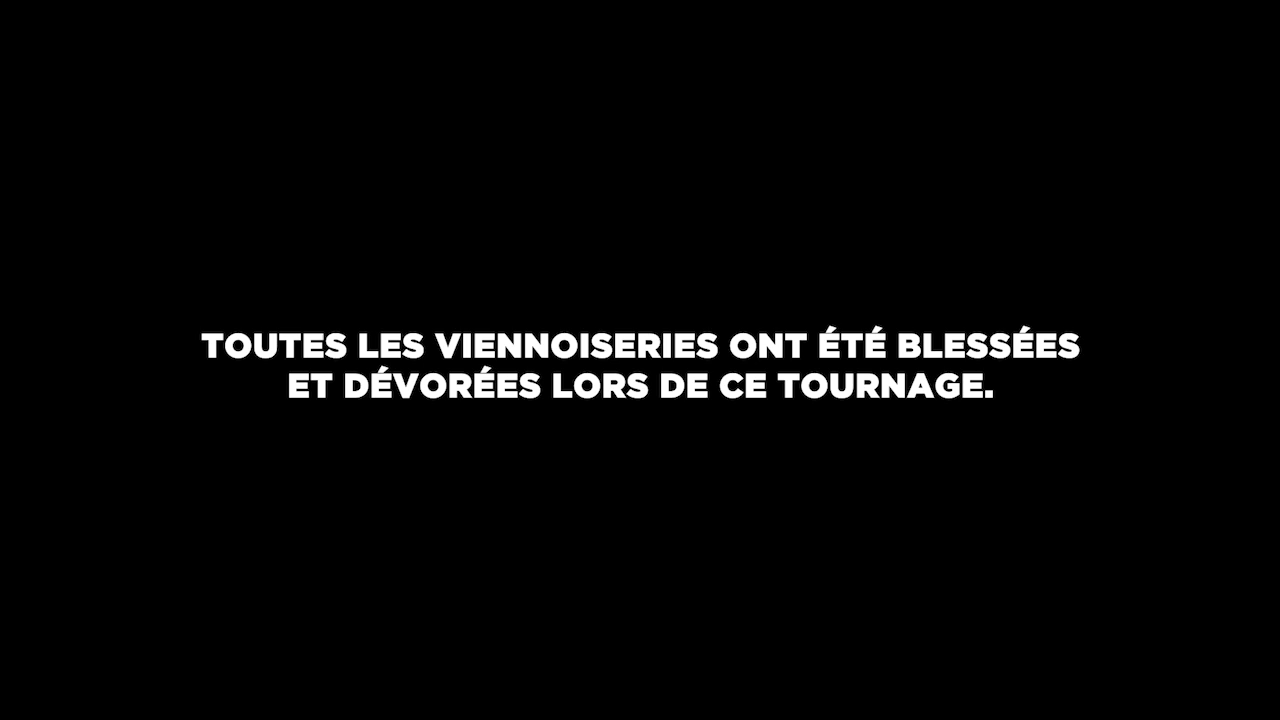 TOUTES LES VIENNOISERIES ONT ÉTÉ BLESSÉES
ET DÉVORÉES LORS DE CE TOURNAGE.